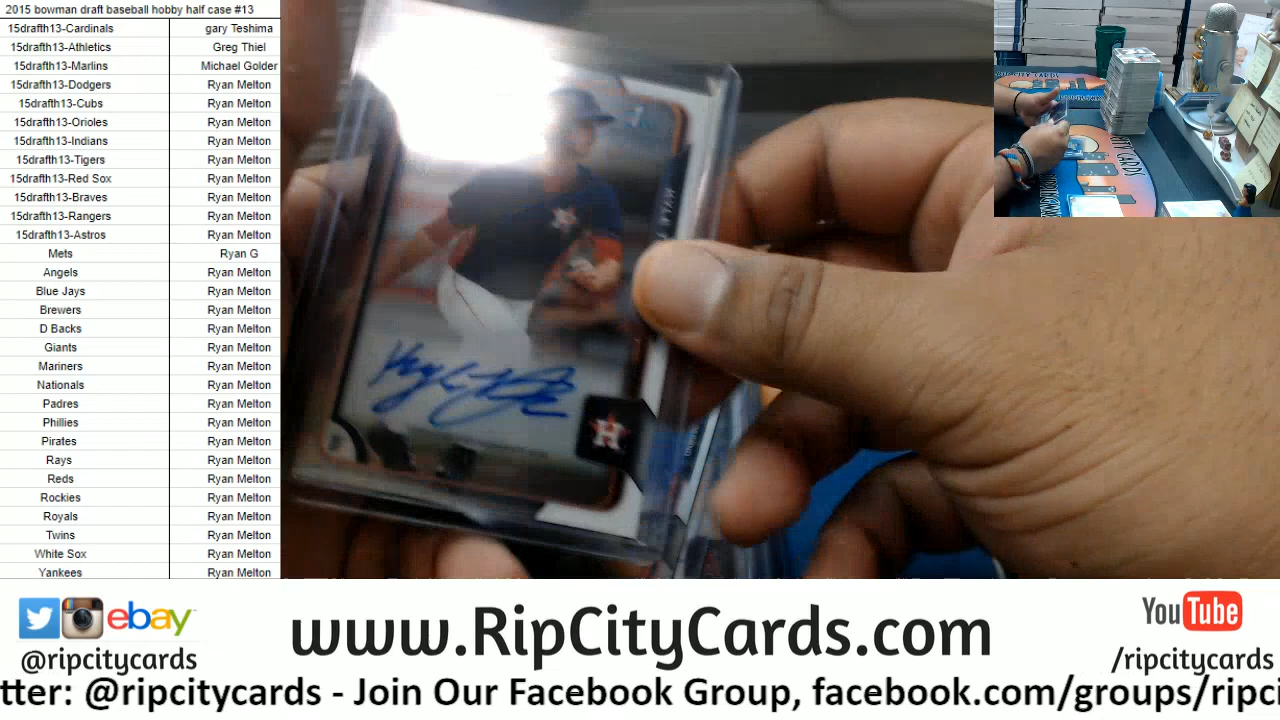 2015 bowman draft baseball hobby half case #13
15drafth13-Cardinals gary Teshima
15drafth13-Athletics Greg Thiel
15drafth13-Marlins Michael Golder
15drafth13-Dodgers Ryan Melton
15drafth13-Cubs Ryan Melton
15drafth13-Orioles Ryan Melton
15drafth13-Indians Ryan Melton
15drafth13-Tigers Ryan Melton
15drafth13-Red Sox Ryan Melton
15drafth13-Braves Ryan Melton
15drafth13-Rangers Ryan Melton
15drafth13-Astros Ryan Melton
Mets Ryan G
Angels Ryan Melton
Blue Jays Ryan Melton
Brewers Ryan Melton
D Backs Ryan Melton
Giants Ryan Melton
Mariners Ryan Melton
Nationals Ryan Melton
Padres Ryan Melton
Phillies Ryan Melton
Pirates Ryan Melton
Rays Ryan Melton
Reds Ryan Melton
Rockies Ryan Melton
Royals Ryan Melton
Twins Ryan Melton
White Sox Ryan Melton
Yankees Ryan Melton
H
ebay
@ripcitycards
www.RipCityCards.com
YouTube
/ripcitycards
tter: @ripcitycards - Join Our Facebook Group, facebook.com/groups/ripci